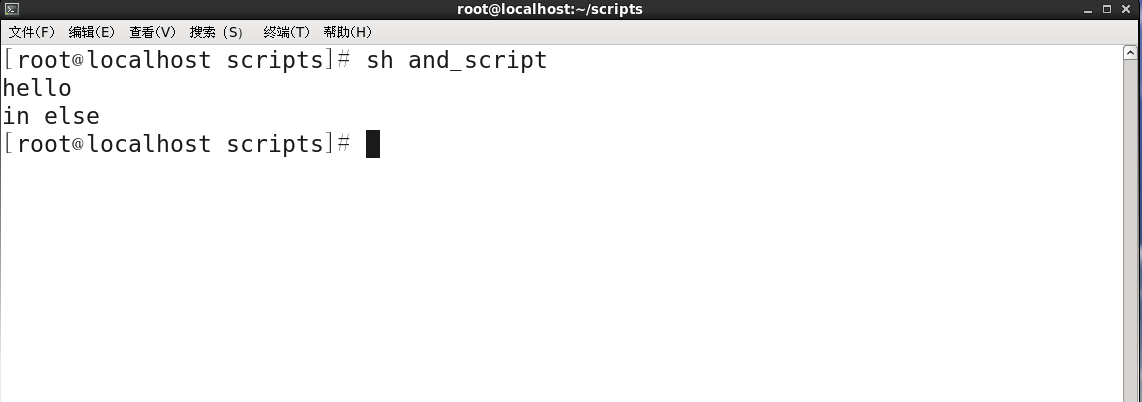 root@localhost:~/scripts
文件(F) 编辑(E) 查看(V) 搜索 (S) 终端(T) 帮助(H)
[root@localhost scripts]# sh and_script
hello
in else
[root@localhost scripts]#